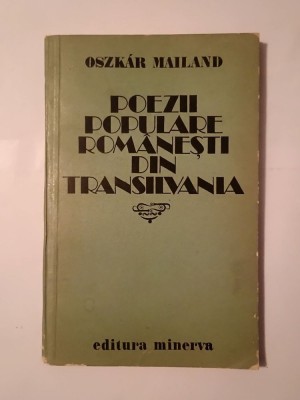 OSZKÁR MAILAND
POEZII
POPULARE
ROMÂNEȘTI
DIN
TRANSILVANIA
editura minerva